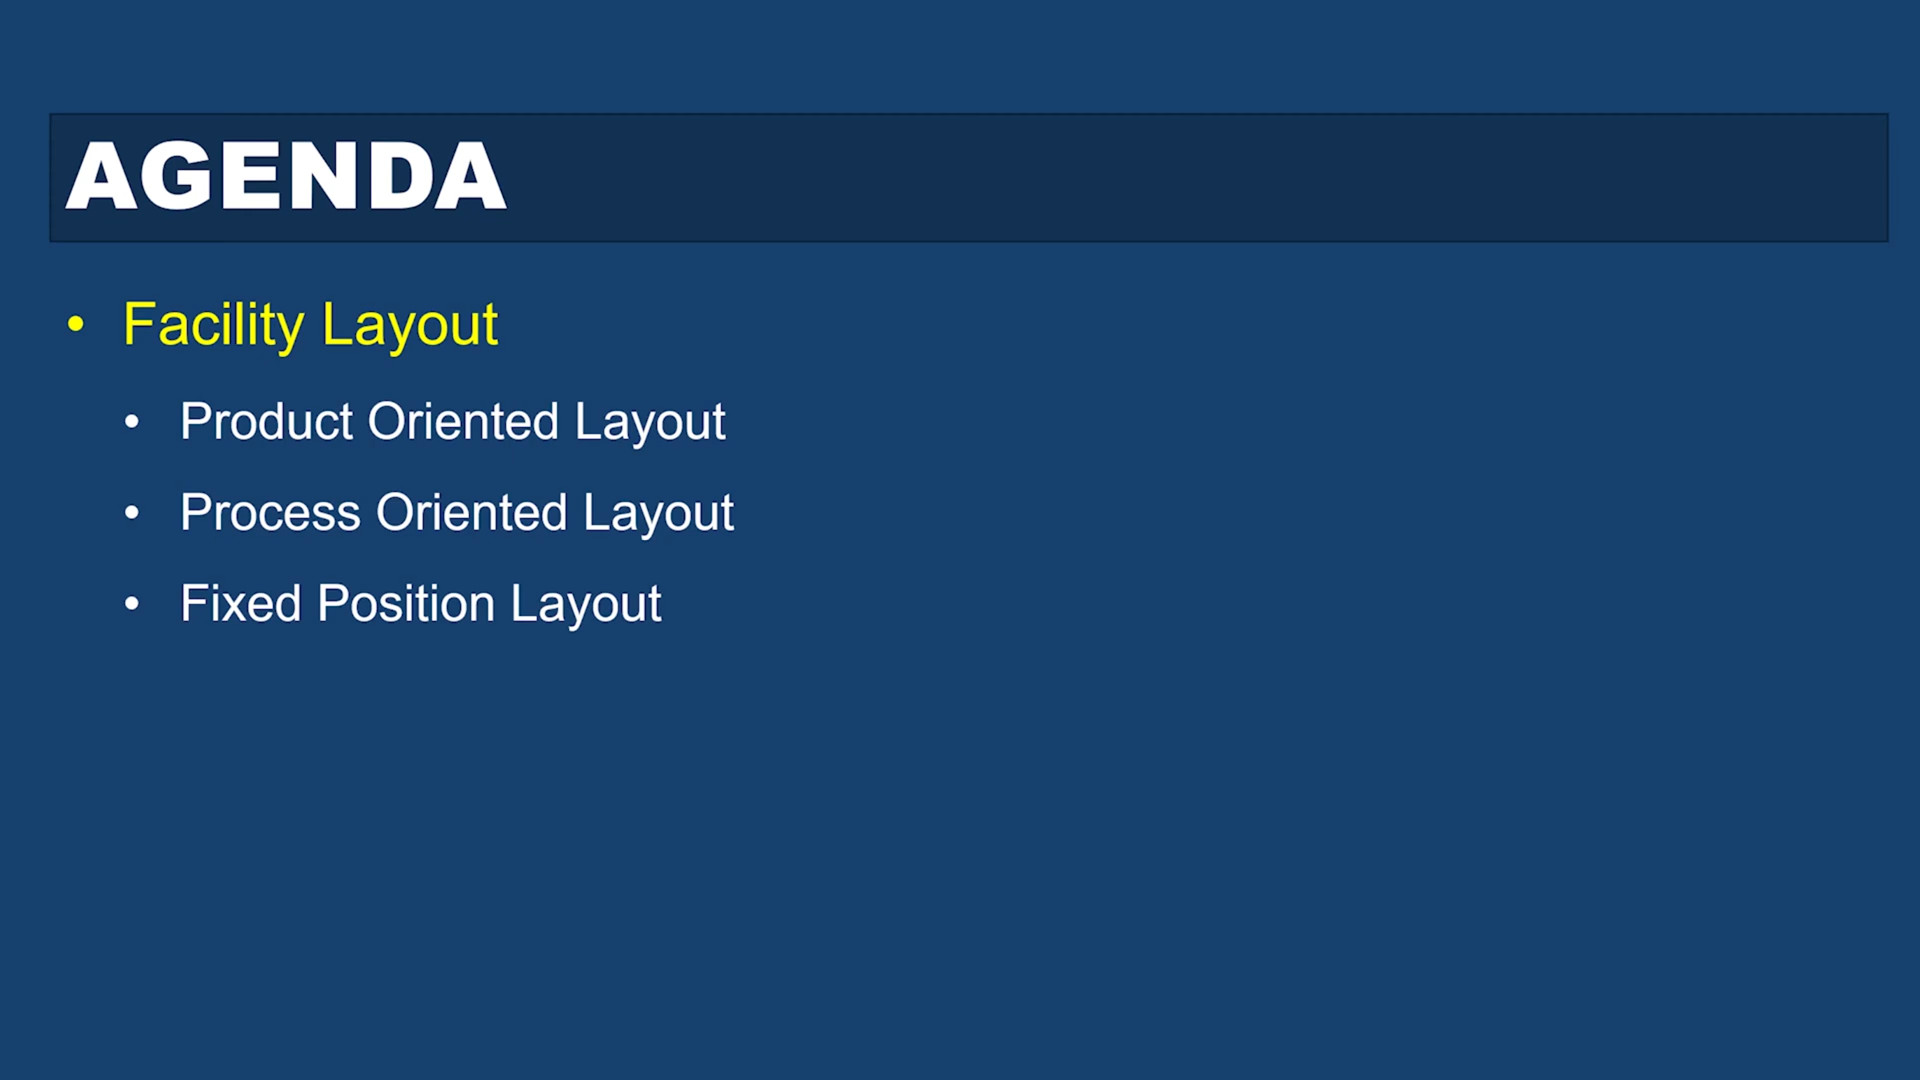 AGENDA
• Facility Layout
• Product Oriented Layout
• Process Oriented Layout
• Fixed Position Layout